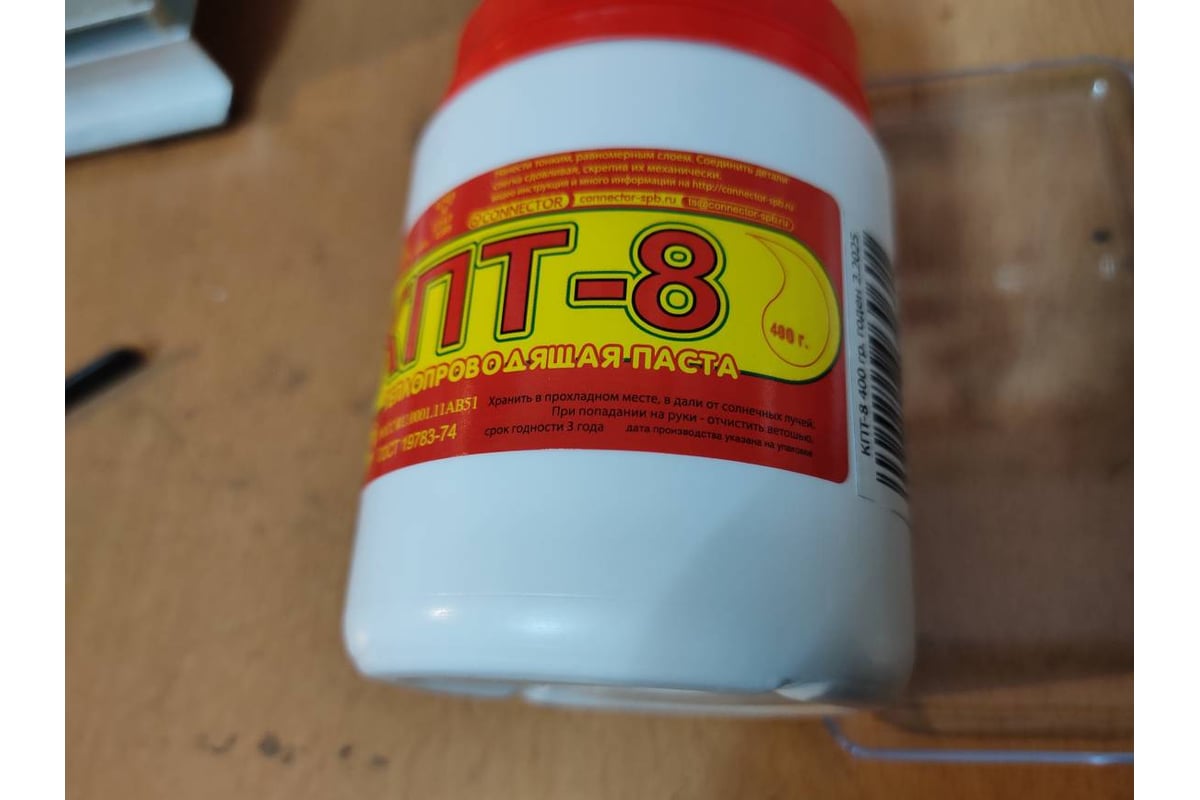 Нанести тонким, равномерным слоем. Соединить детали
слегка сдавливая, скрепив их механически.
инструкция и много информации на http://connector-spb.ru
CONNECTOR connector-spb.ru ts@connector-spb.ru
КПТ-8
400 г.
ТЕПЛОПРОВОДЯЩАЯ ПАСТА
Хранить в прохладном месте, в дали от солнечных лучей.
При попадании на руки - отчистить ветошью.
ГОСТ 19783-74
срок годности 3 года дата производства указана на упаковке
КПТ-8 400 гр. годен 3.2025